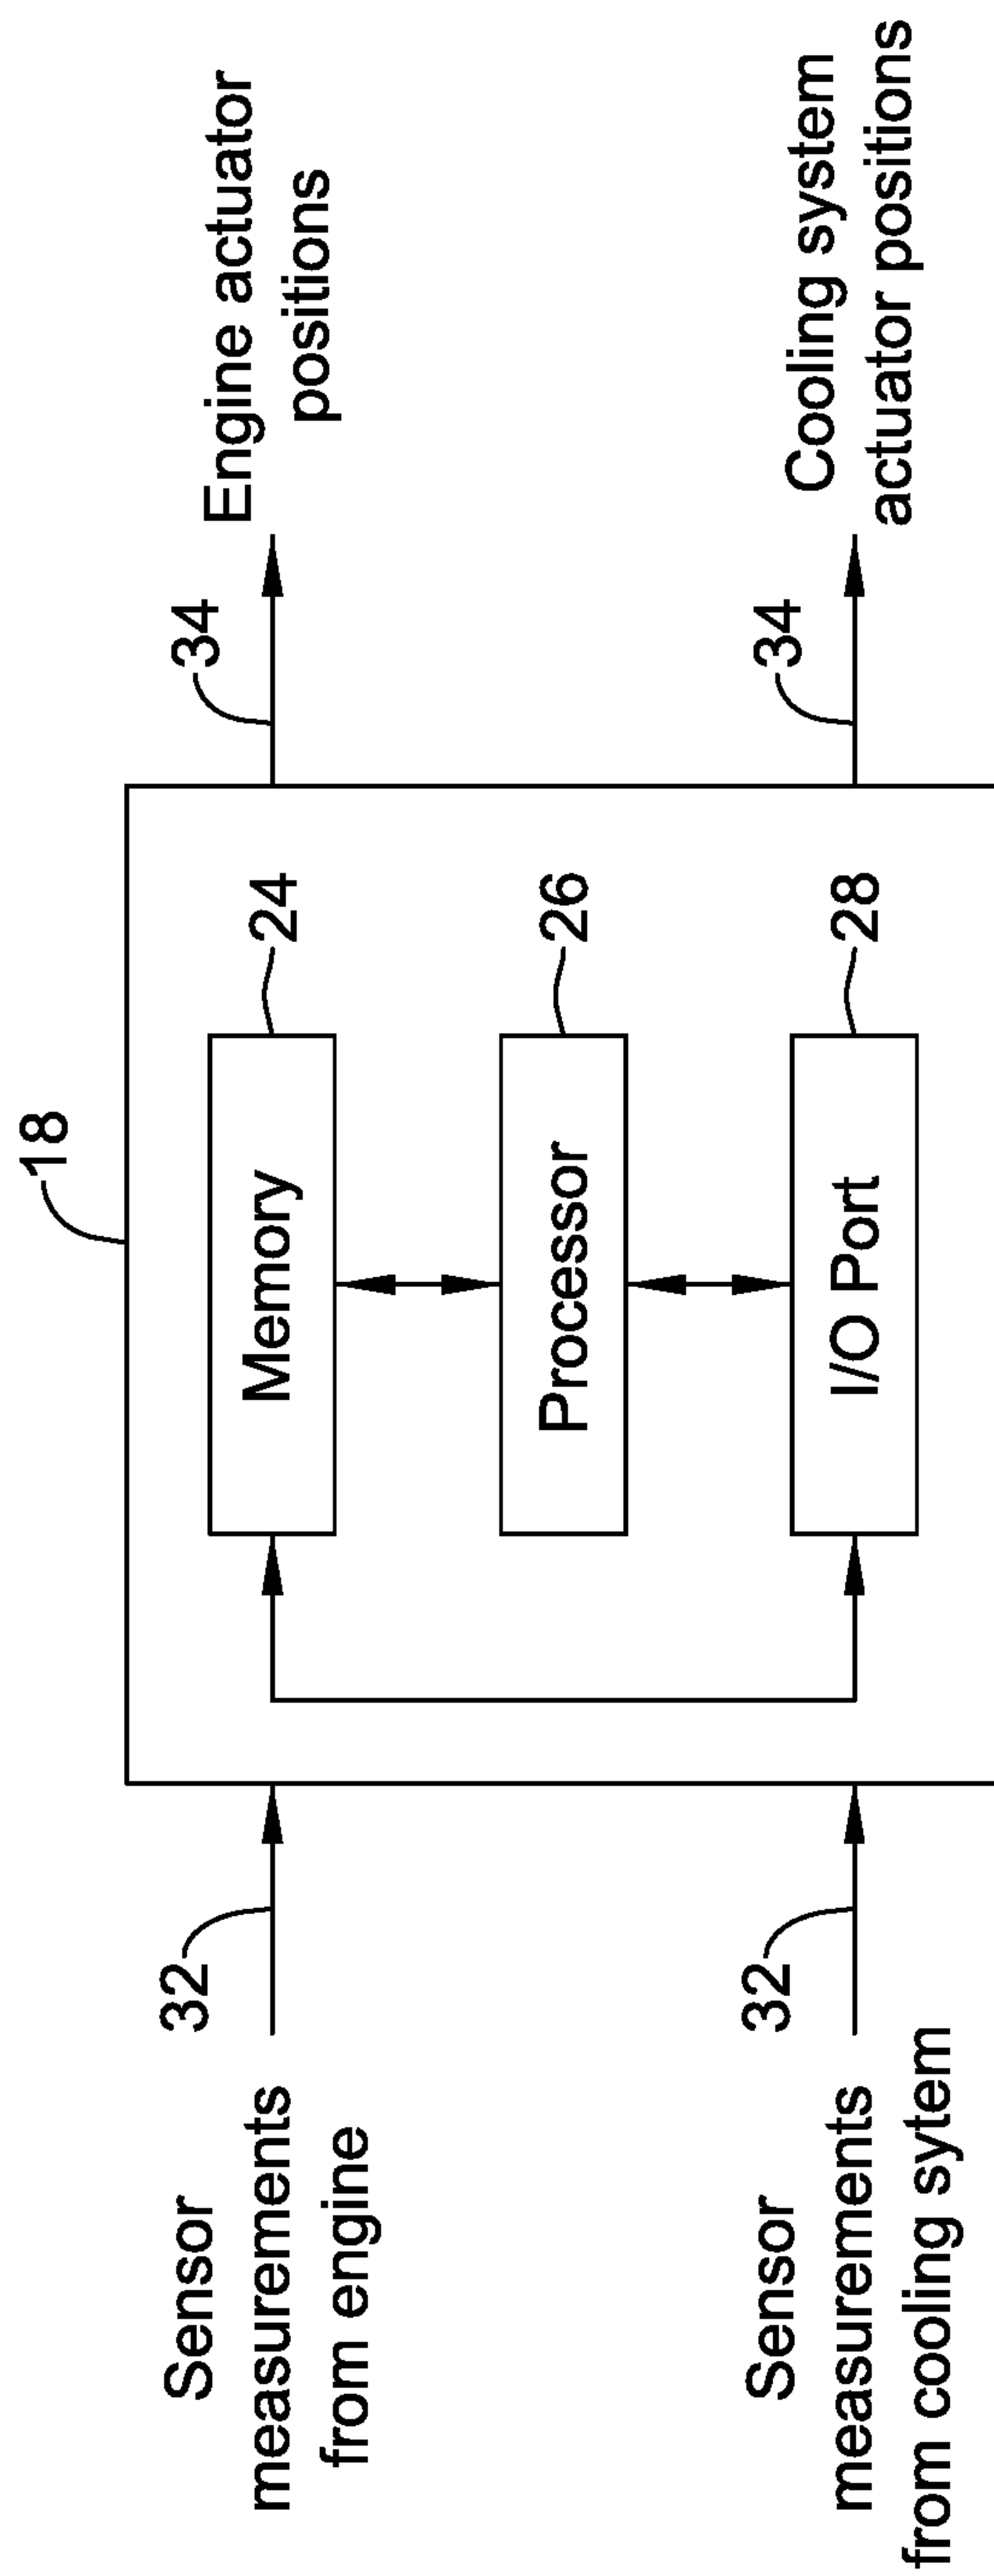 18
Sensor
measurements
from engine
32
Memory
24
34
Engine actuator
positions
Processor
26
Sensor
measurements
from cooling sytem
32
I/O Port
28
34
Cooling system
actuator positions